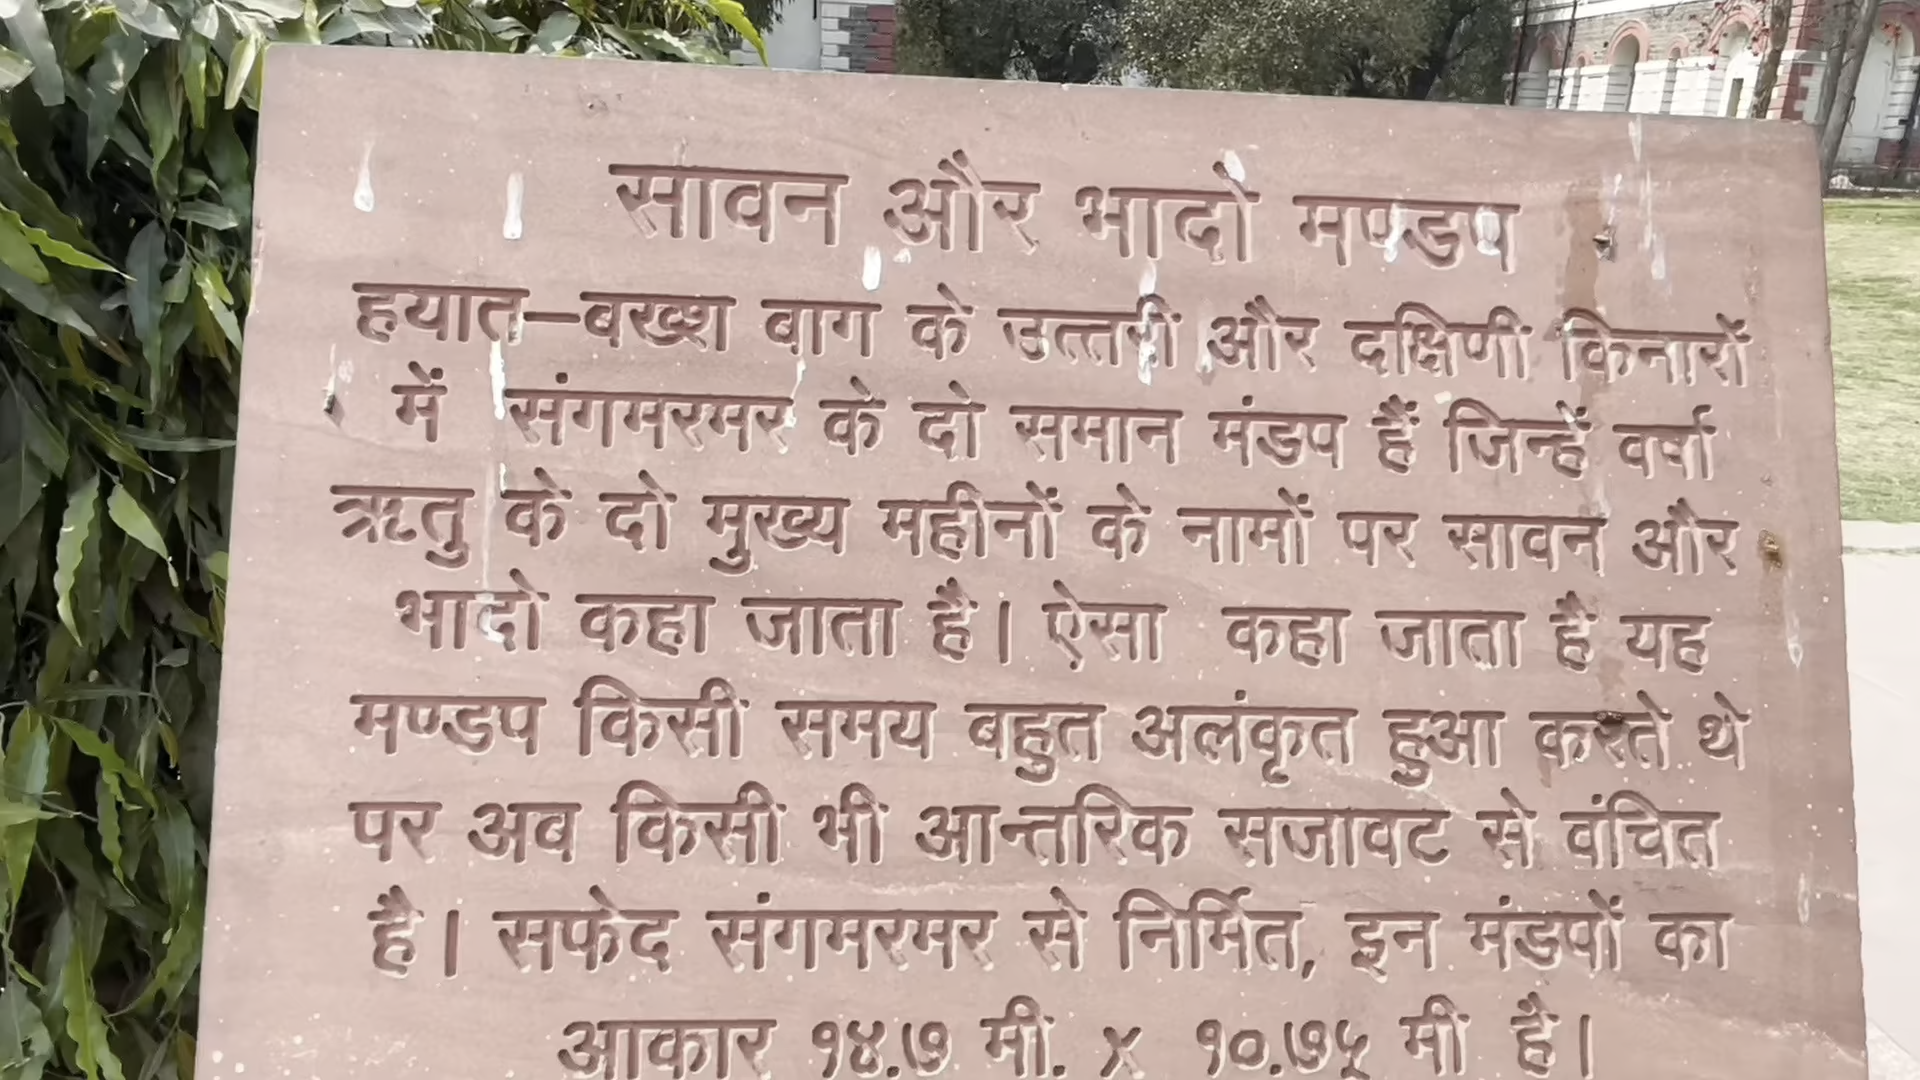 सावन और भादो मण्डप
हयात–बख्श बाग के उत्तरी और दक्षिणी किनारों
में संगमरमर के दो समान मंडप हैं जिन्हें वर्षा
ऋतु के दो मुख्य महीनों के नामों पर सावन और
भादो कहा जाता है। ऐसा कहा जाता है यह
मण्डप किसी समय बहुत अलंकृत हुआ करते थे
पर अब किसी भी आन्तरिक सजावट से वंचित
है। सफेद संगमरमर से निर्मित, इन मंडपों का
आकार १४.७ मी. x १०.७५ मी है।